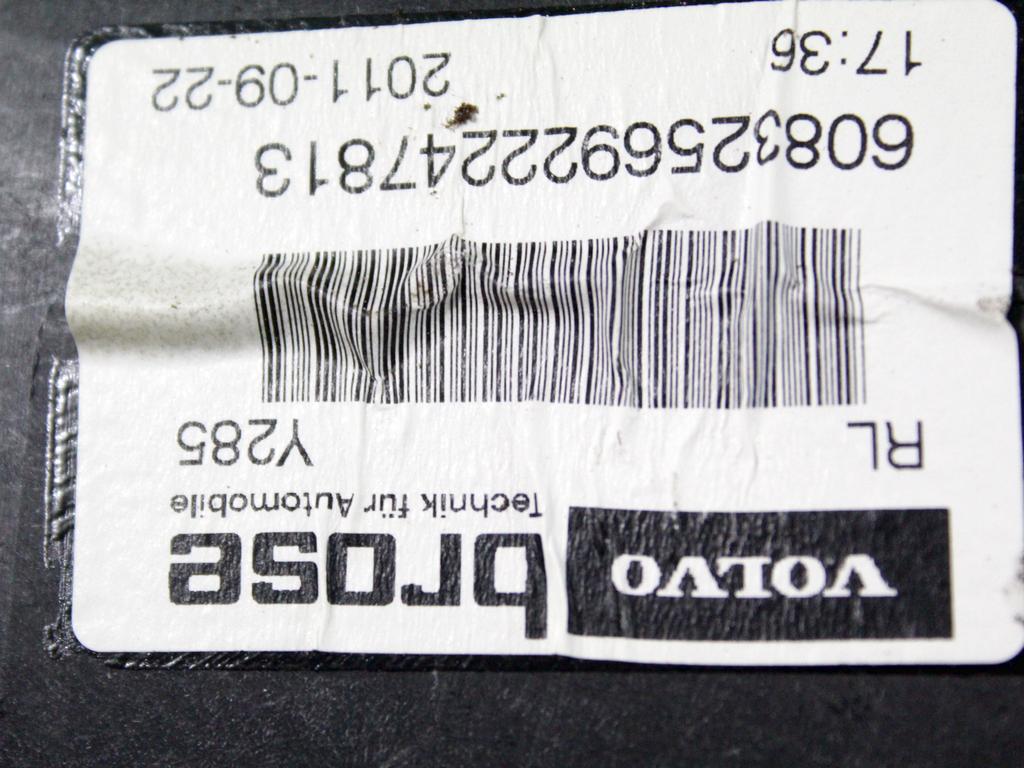 VOLVO brose
Technik für Automobile
RL Y285
6083256922247813
17:36 2011-09-22